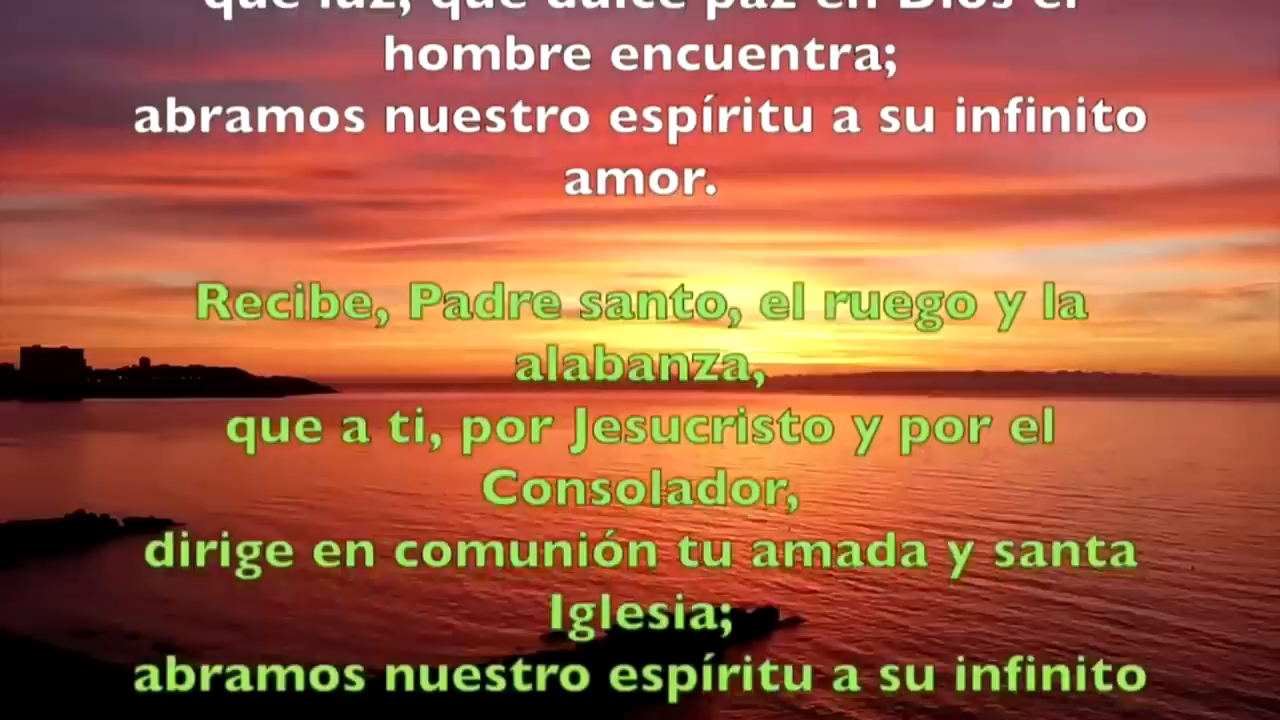 que luz, que dulce paz en Dios el
hombre encuentra;
abramos nuestro espíritu a su infinito
amor.
Recibe, Padre santo, el ruego y la
alabanza,
que a ti, por Jesucristo y por el
Consolador,
dirige en comunión tu amada y santa
Iglesia;
abramos nuestro espíritu a su infinito